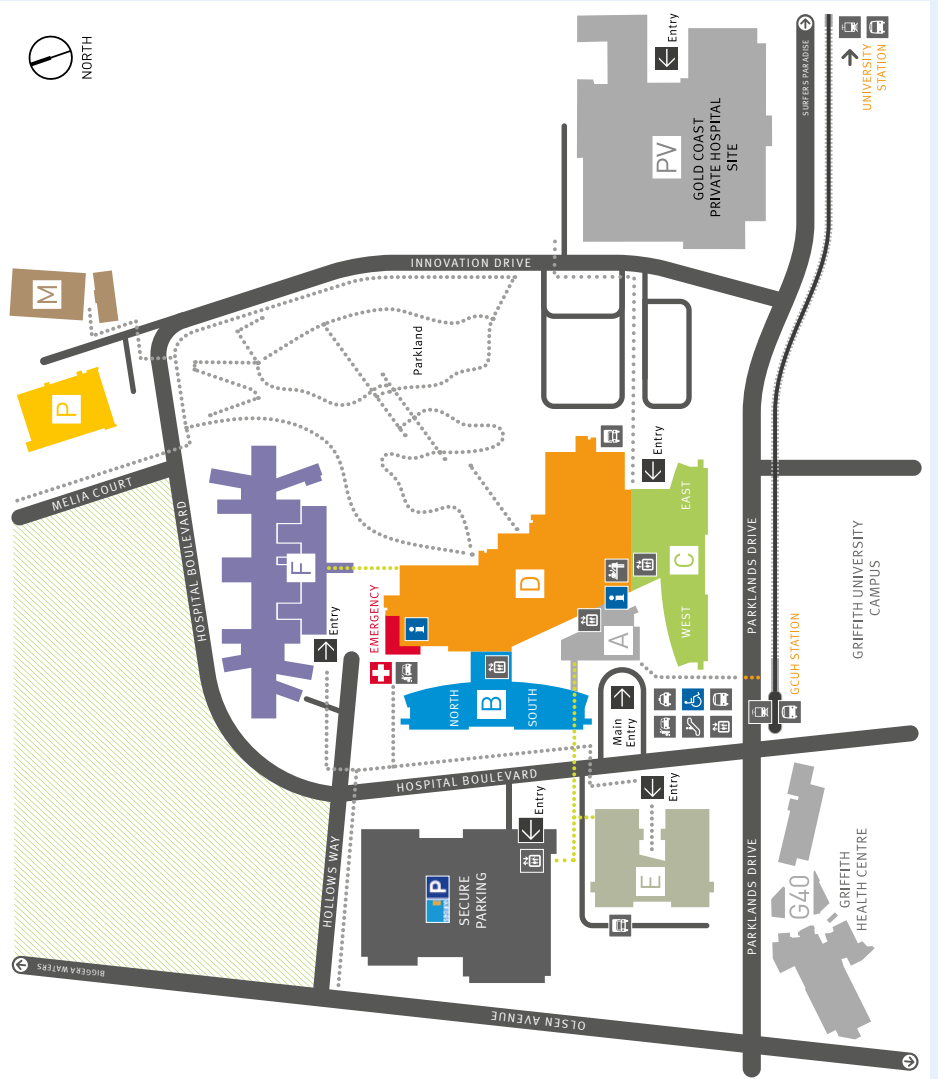 NORTH
Entry
SURFERS PARADISE
UNIVERSITY
STATION
PV
GOLD COAST
PRIVATE HOSPITAL
SITE
INNOVATION DRIVE
M
P
Parkland
MELIA COURT
HOSPITAL BOULEVARD
F
Entry
EMERGENCY
i
D
Entry
EAST
C
WEST
i
A
B
NORTH
SOUTH
Main
Entry
PARKLANDS DRIVE
GRIFFITH UNIVERSITY
CAMPUS
GCUH STATION
HOSPITAL BOULEVARD
Entry
Entry
E
HOLLOWS WAY
P
SECURE
PARKING
PARKLANDS DRIVE
G40
GRIFFITH
HEALTH CENTRE
BIGGERA WATERS
OLSEN AVENUE